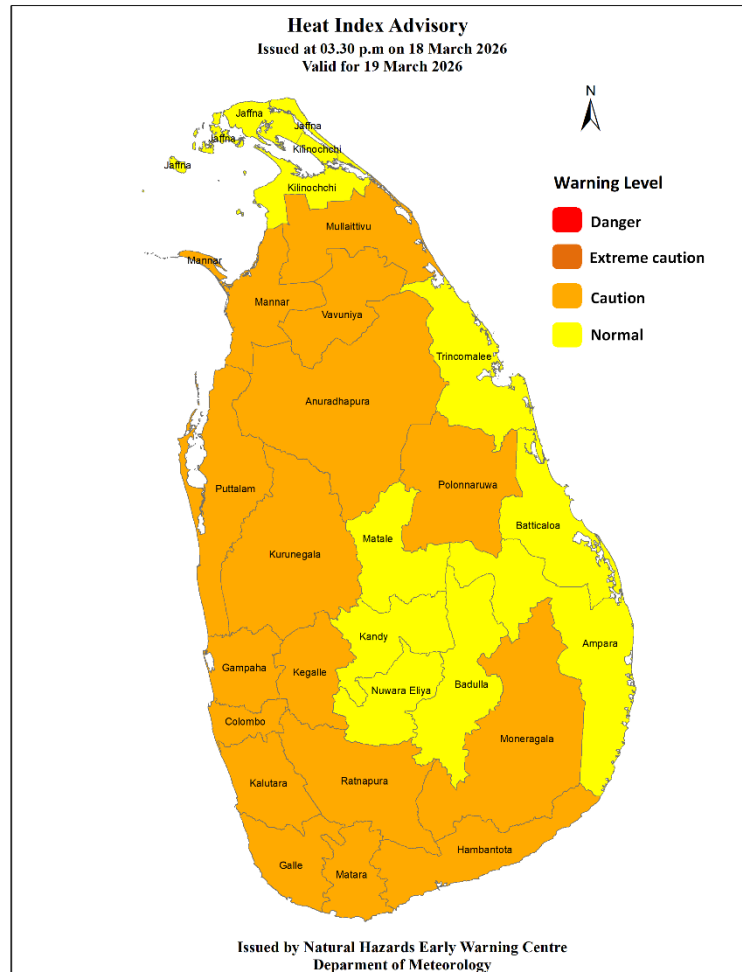 Heat Index Advisory
Issued at 03.30 p.m on 18 March 2026
Valid for 19 March 2026
N
Jaffna
Jaffna
Jaffna
Kilinochchi
Jaffna
Kilinochchi
Warning Level
Danger
Extreme caution
Caution
Normal
Mullaittivu
Mannar
Mannar
Vavuniya
Trincomalee
Anuradhapura
Polonnaruwa
Puttalam
Batticaloa
Matale
Kurunegala
Kandy
Ampara
Gampaha
Kegalle
Nuwara Eliya
Badulla
Colombo
Moneragala
Kalutara
Ratnapura
Hambantota
Galle
Matara
Issued by Natural Hazards Early Warning Centre
Deparment of Meteorology